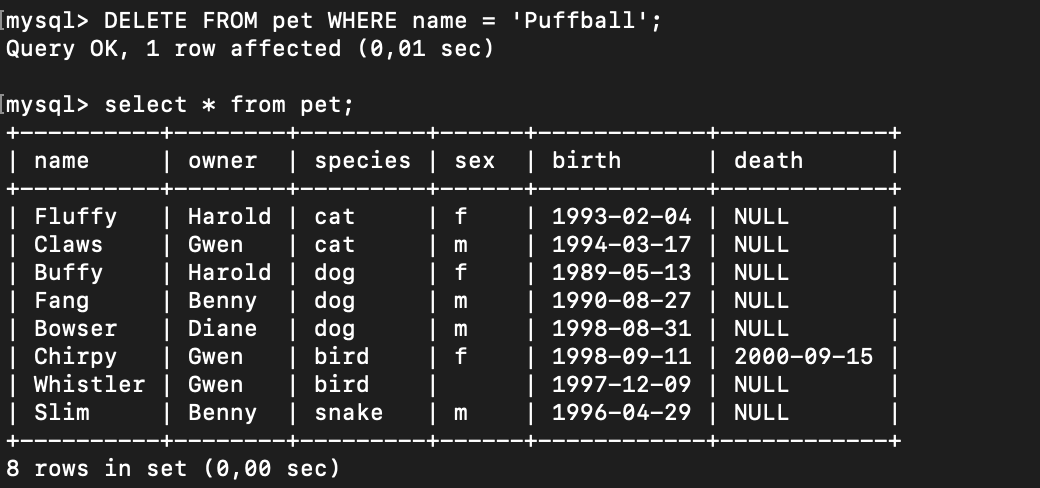 [mysql> DELETE FROM pet WHERE name = 'Puffball';
Query OK, 1 row affected (0,01 sec)
[mysql> select * from pet;
+----------+--------+---------+------+------------+------------+
| name     | owner  | species | sex  | birth      | death      |
+----------+--------+---------+------+------------+------------+
| Fluffy   | Harold | cat     | f    | 1993-02-04 | NULL       |
| Claws    | Gwen   | cat     | m    | 1994-03-17 | NULL       |
| Buffy    | Harold | dog     | f    | 1989-05-13 | NULL       |
| Fang     | Benny  | dog     | m    | 1990-08-27 | NULL       |
| Bowser   | Diane  | dog     | m    | 1998-08-31 | NULL       |
| Chirpy   | Gwen   | bird    | f    | 1998-09-11 | 2000-09-15 |
| Whistler | Gwen   | bird    |      | 1997-12-09 | NULL       |
| Slim     | Benny  | snake   | m    | 1996-04-29 | NULL       |
+----------+--------+---------+------+------------+------------+
8 rows in set (0,00 sec)